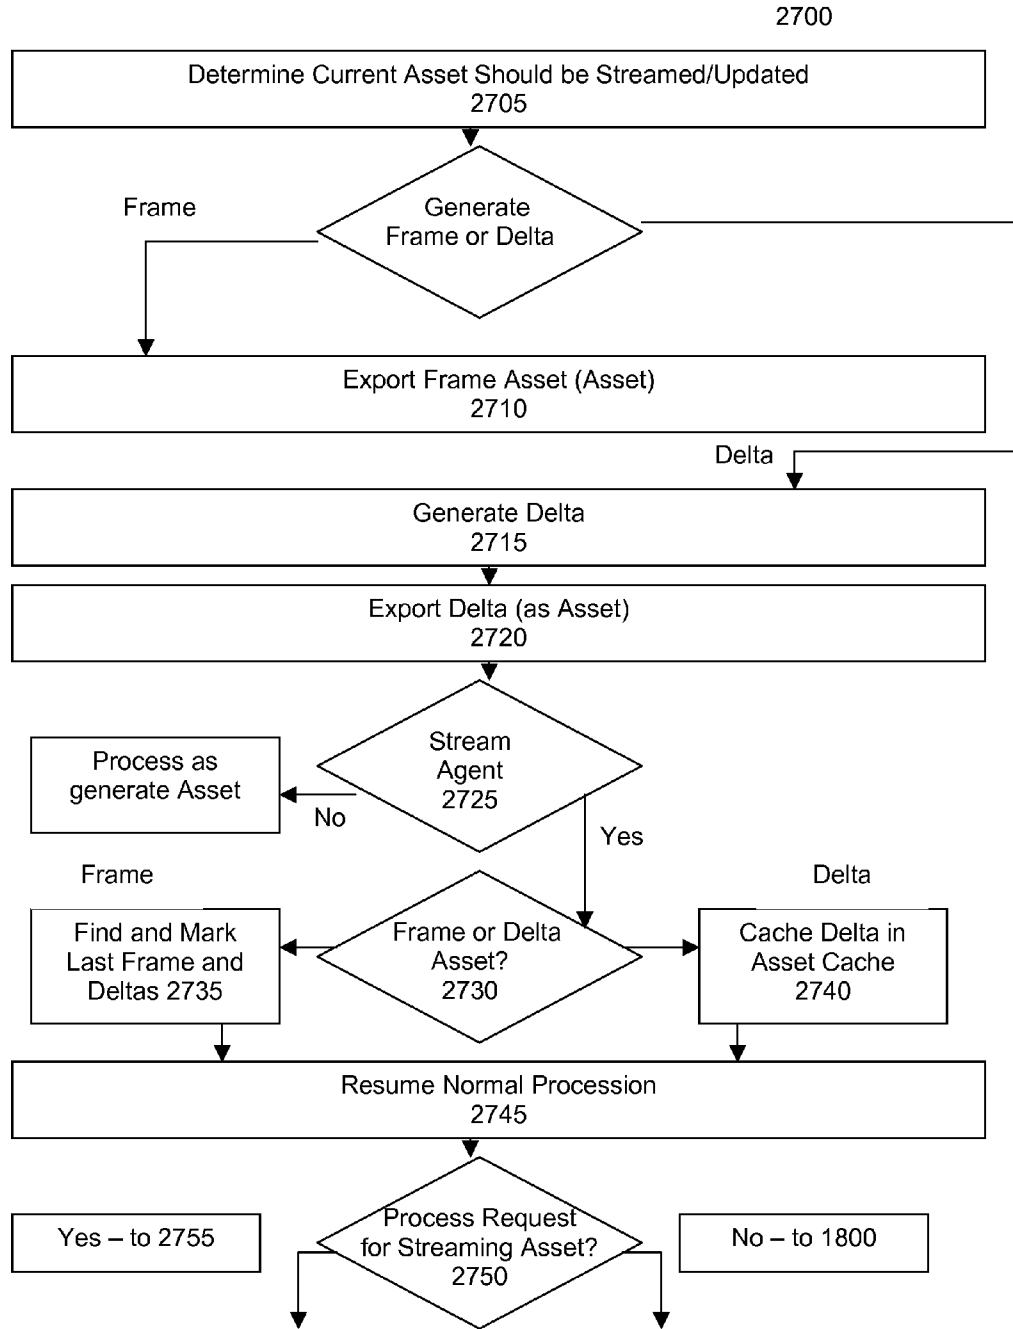 2700
Determine Current Asset Should be Streamed/Updated
2705
Frame
Generate
Frame or Delta
Export Frame Asset (Asset)
2710
Delta
Generate Delta
2715
Export Delta (as Asset)
2720
Stream
Agent
2725
Process as
generate Asset
No
Yes
Frame
Delta
Find and Mark
Last Frame and
Deltas 2735
Frame or Delta
Asset?
2730
Cache Delta in
Asset Cache
2740
Resume Normal Procession
2745
Yes – to 2755
Process Request
for Streaming Asset?
2750
No – to 1800